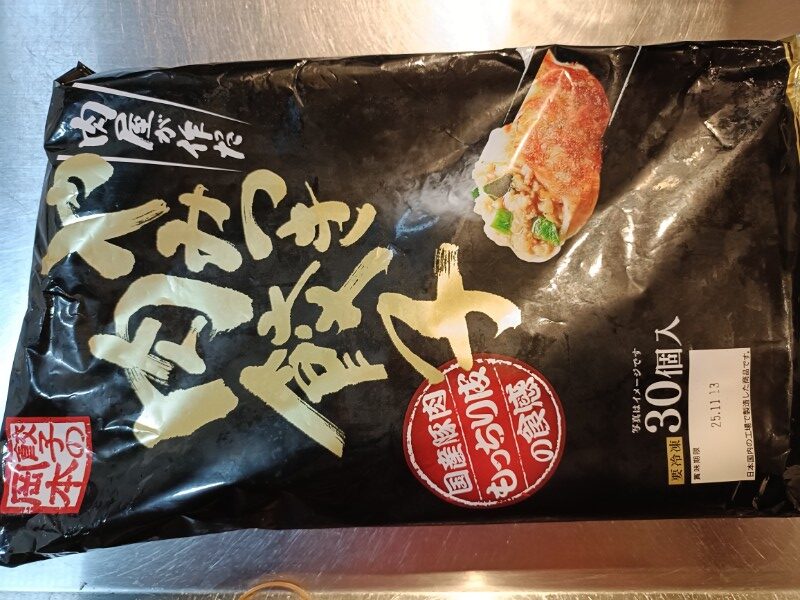 肉屋が作った
やみつき
肉餃子
国産豚肉
もっちり豚
の食感
餃子の
岡本
写真はイメージです
30個入
要冷凍
賞味期限
25.11.13
日本国内の工場で製造した商品です。